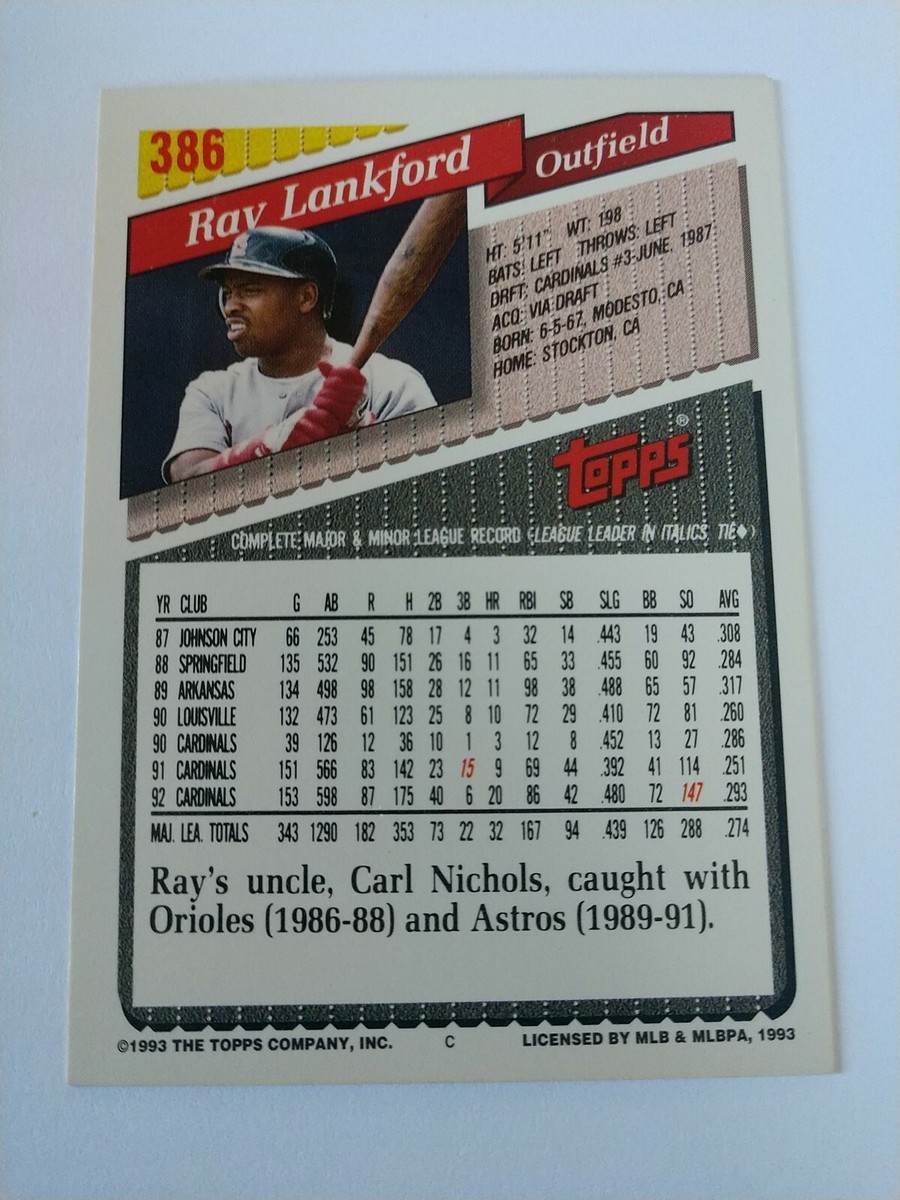 386
Ray Lankford
Outfield
HT: 5'11" WT: 198
BATS: LEFT THROWS: LEFT
DRFT: CARDINALS #3-JUNE, 1987
ACQ: VIA DRAFT
BORN: 6-5-67, MODESTO, CA
HOME: STOCKTON, CA
Topps®
COMPLETE MAJOR & MINOR LEAGUE RECORD (LEAGUE LEADER IN ITALICS, TIE♦)
YR CLUB G AB R H 2B 3B HR RBI SB SLG BB SO AVG
87 JOHNSON CITY 66 253 45 78 17 4 3 32 14 .443 19 43 .308
88 SPRINGFIELD 135 532 90 151 26 16 11 65 33 .455 60 92 .284
89 ARKANSAS 134 498 98 158 28 12 11 98 38 .488 65 57 .317
90 LOUISVILLE 132 473 61 123 25 8 10 72 29 .410 72 81 .260
90 CARDINALS 39 126 12 36 10 1 3 12 8 .452 13 27 .286
91 CARDINALS 151 566 83 142 23 15 9 69 44 .392 41 114 .251
92 CARDINALS 153 598 87 175 40 6 20 86 42 .480 72 147 .293
MAJ. LEA. TOTALS 343 1290 182 353 73 22 32 167 94 .439 126 288 .274
Ray's uncle, Carl Nichols, caught with
Orioles (1986-88) and Astros (1989-91).
©1993 THE TOPPS COMPANY, INC. C LICENSED BY MLB & MLBPA, 1993